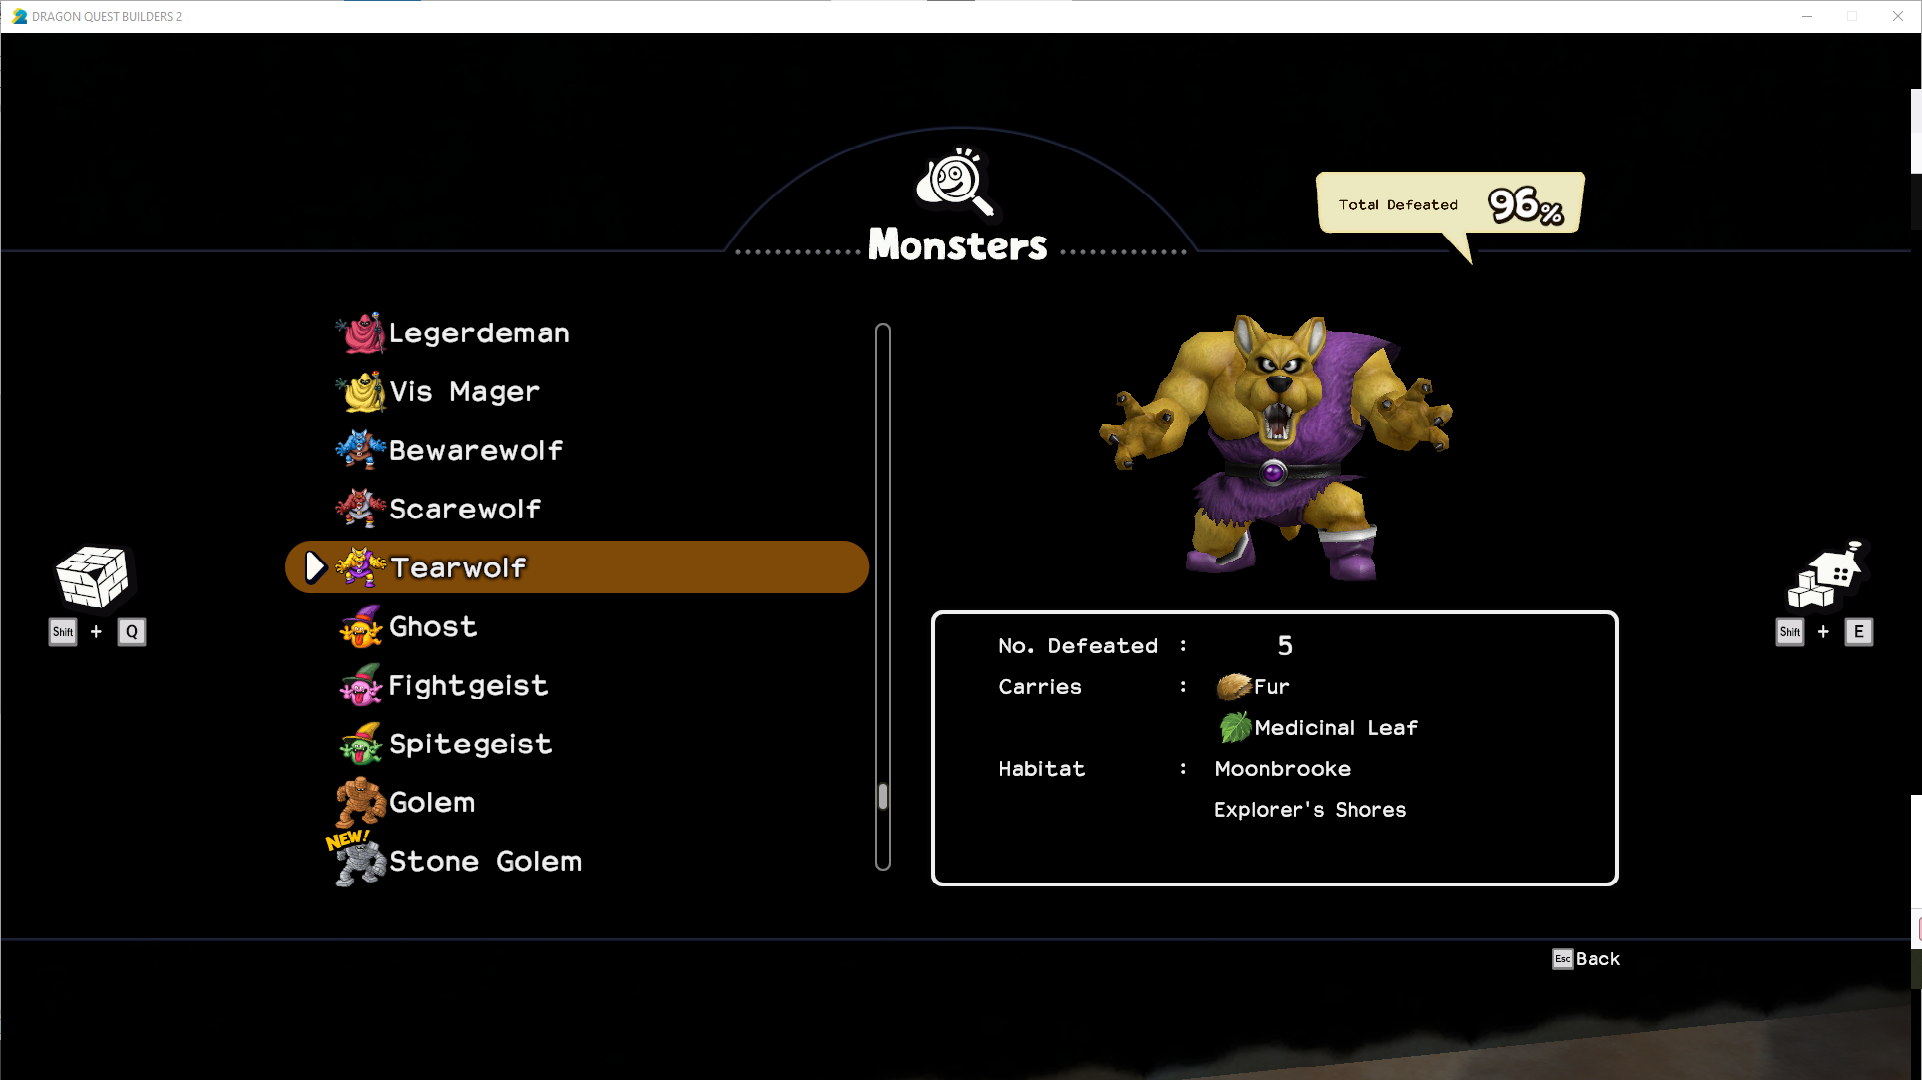 DRAGON QUEST BUILDERS 2
Total Defeated 96%
Monsters
Legerdeman
Vis Mager
Bewarewolf
Scarewolf
Tearwolf
Ghost
Fightgeist
Spitegeist
Golem
NEW!
Stone Golem
Shift + Q
No. Defeated : 5
Carries : Fur
Medicinal Leaf
Habitat : Moonbrooke
Explorer's Shores
Shift + E
Esc Back